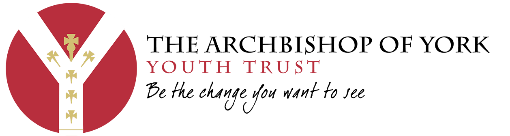 THE ARCHBISHOP OF YORK
YOUTH TRUST
Be the change you want to see